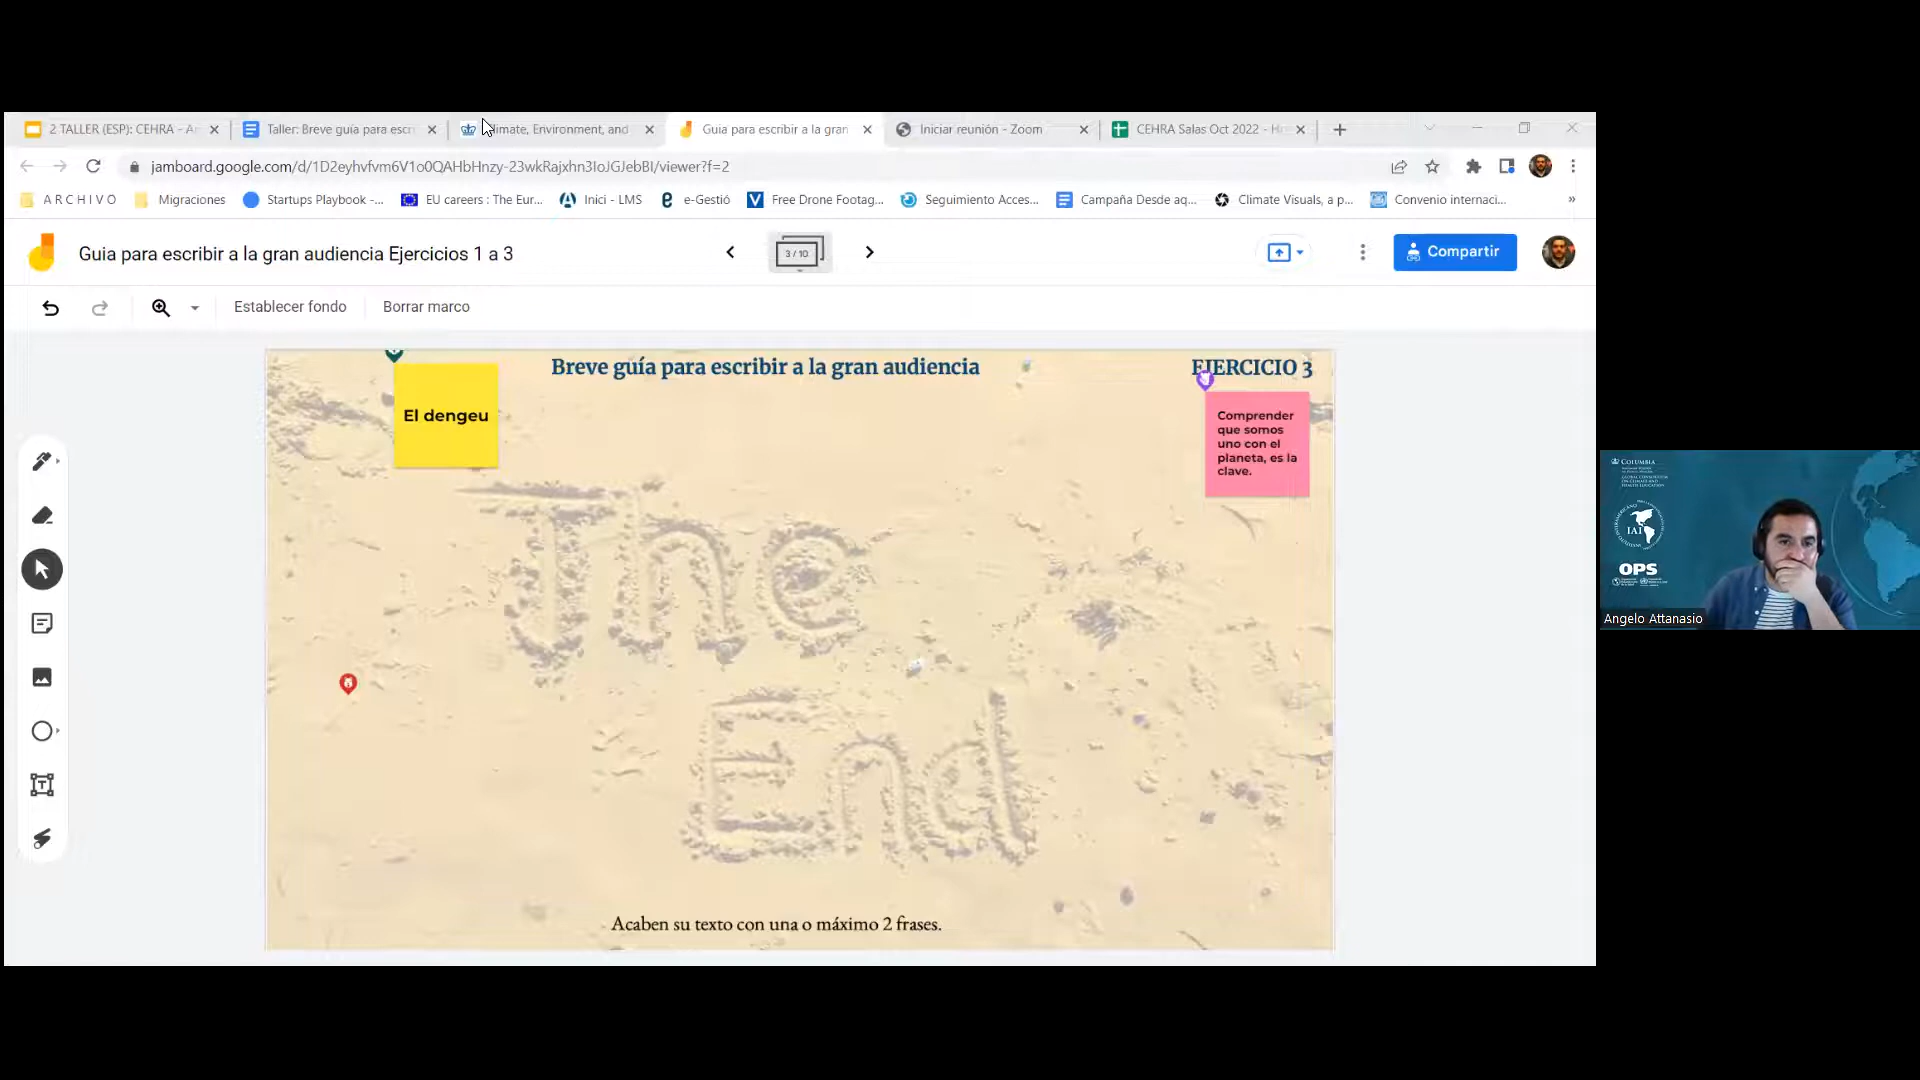 2 TALLER (ESP): CEHRA - A
Taller: Breve guía para escri
limate, Environment, and
Guia para escribir a la gran
Iniciar reunión - Zoom
CEHRA Salas Oct 2022 - H
jamboard.google.com/d/1D2eyhvfvm6V1o0QAHbHnzy-23wkRajxhn3IoJGJebBI/viewer?f=2
A R C H I V O
Migraciones
Startups Playbook -...
EU careers : The Eur...
Inici - LMS
e-Gestió
Free Drone Footag...
Seguimiento Acces...
Campaña Desde aq...
Climate Visuals, a p...
Convenio internaci...
»
Guia para escribir a la gran audiencia Ejercicios 1 a 3
3 / 10
Compartir
Establecer fondo
Borrar marco
Breve guía para escribir a la gran audiencia
EJERCICIO 3
El dengeu
Comprender
que somos
uno con el
planeta, es la
clave.
The
End
Acaben su texto con una o máximo 2 frases.
COLUMBIA
IAI
OPS
Angelo Attanasio